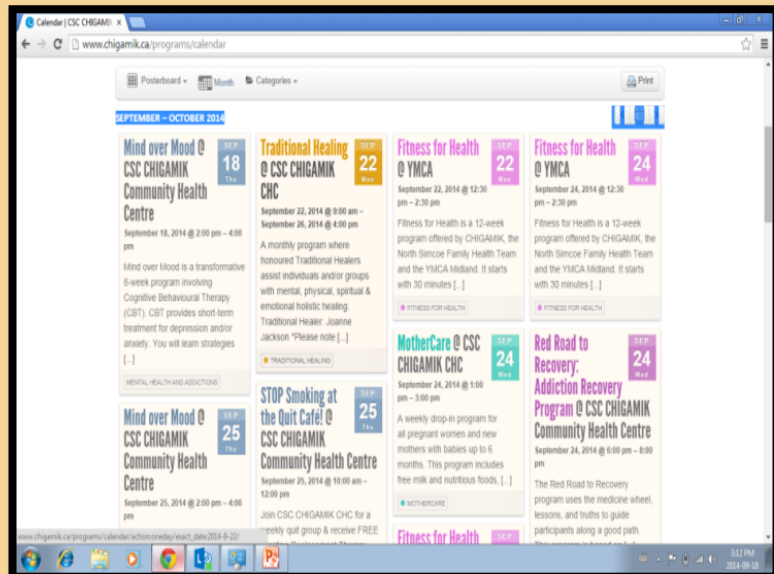 Calendar | CSC CHIGAMIK
www.chigamik.ca/programs/calendar
Posterboard
Month
Categories
Print
SEPTEMBER – OCTOBER 2014
Mind over Mood @
CSC CHIGAMIK
Community Health
Centre
SEP
18
Thu
September 18, 2014 @ 2:00 pm – 4:00
pm
Mind over Mood is a transformative
8-week program involving
Cognitive Behavioural Therapy
(CBT). CBT provides short-term
treatment for depression and/or
anxiety. You will learn strategies
[...]
MENTAL HEALTH AND ADDICTIONS
Mind over Mood @
CSC CHIGAMIK
Community Health
Centre
SEP
25
Thu
September 25, 2014 @ 2:00 pm – 4:00
pm
Traditional Healing
@ CSC CHIGAMIK
CHC
SEP
22
Mon
September 22, 2014 @ 9:00 am –
September 26, 2014 @ 4:00 pm
A monthly program where
honoured Traditional Healers
assist individuals and/or groups
with mental, physical, spiritual &
emotional holistic healing.
Traditional Healer: Joanne
Jackson *Please note [...]
TRADITIONAL HEALING
STOP Smoking at
the Quit Café! @
CSC CHIGAMIK
Community Health Centre
SEP
25
Thu
September 25, 2014 @ 10:00 am –
12:00 pm
Join CSC CHIGAMIK CHC for a
weekly quit group & receive FREE
Fitness for Health
@ YMCA
SEP
22
Mon
September 22, 2014 @ 12:30
pm – 2:30 pm
Fitness for Health is a 12-week
program offered by CHIGAMIK, the
North Simcoe Family Health Team
and the YMCA Midland. It starts
with 30 minutes [...]
FITNESS FOR HEALTH
MotherCare @ CSC
CHIGAMIK CHC
SEP
24
Wed
September 24, 2014 @ 1:00
pm – 3:00 pm
A weekly drop-in program for
all pregnant women and new
mothers with babies up to 6
months. This program includes
free milk and nutritious foods, [...]
MOTHERCARE
Fitness for Health
SEP
Fitness for Health
@ YMCA
SEP
24
Wed
September 24, 2014 @ 12:30
pm – 2:30 pm
Fitness for Health is a 12-week
program offered by CHIGAMIK, the
North Simcoe Family Health Team
and the YMCA Midland. It starts
with 30 minutes [...]
FITNESS FOR HEALTH
Red Road to
Recovery:
Addiction Recovery
Program @ CSC CHIGAMIK
Community Health Centre
SEP
24
Wed
September 24, 2014 @ 6:00 pm – 8:00
pm
The Red Road to Recovery
program uses the medicine wheel,
lessons, and truths to guide
participants along a good path.
www.chigamik.ca/programs/calendar/action:oneday/exact_date:2014-9-22/
3:12 PM
2014-09-18